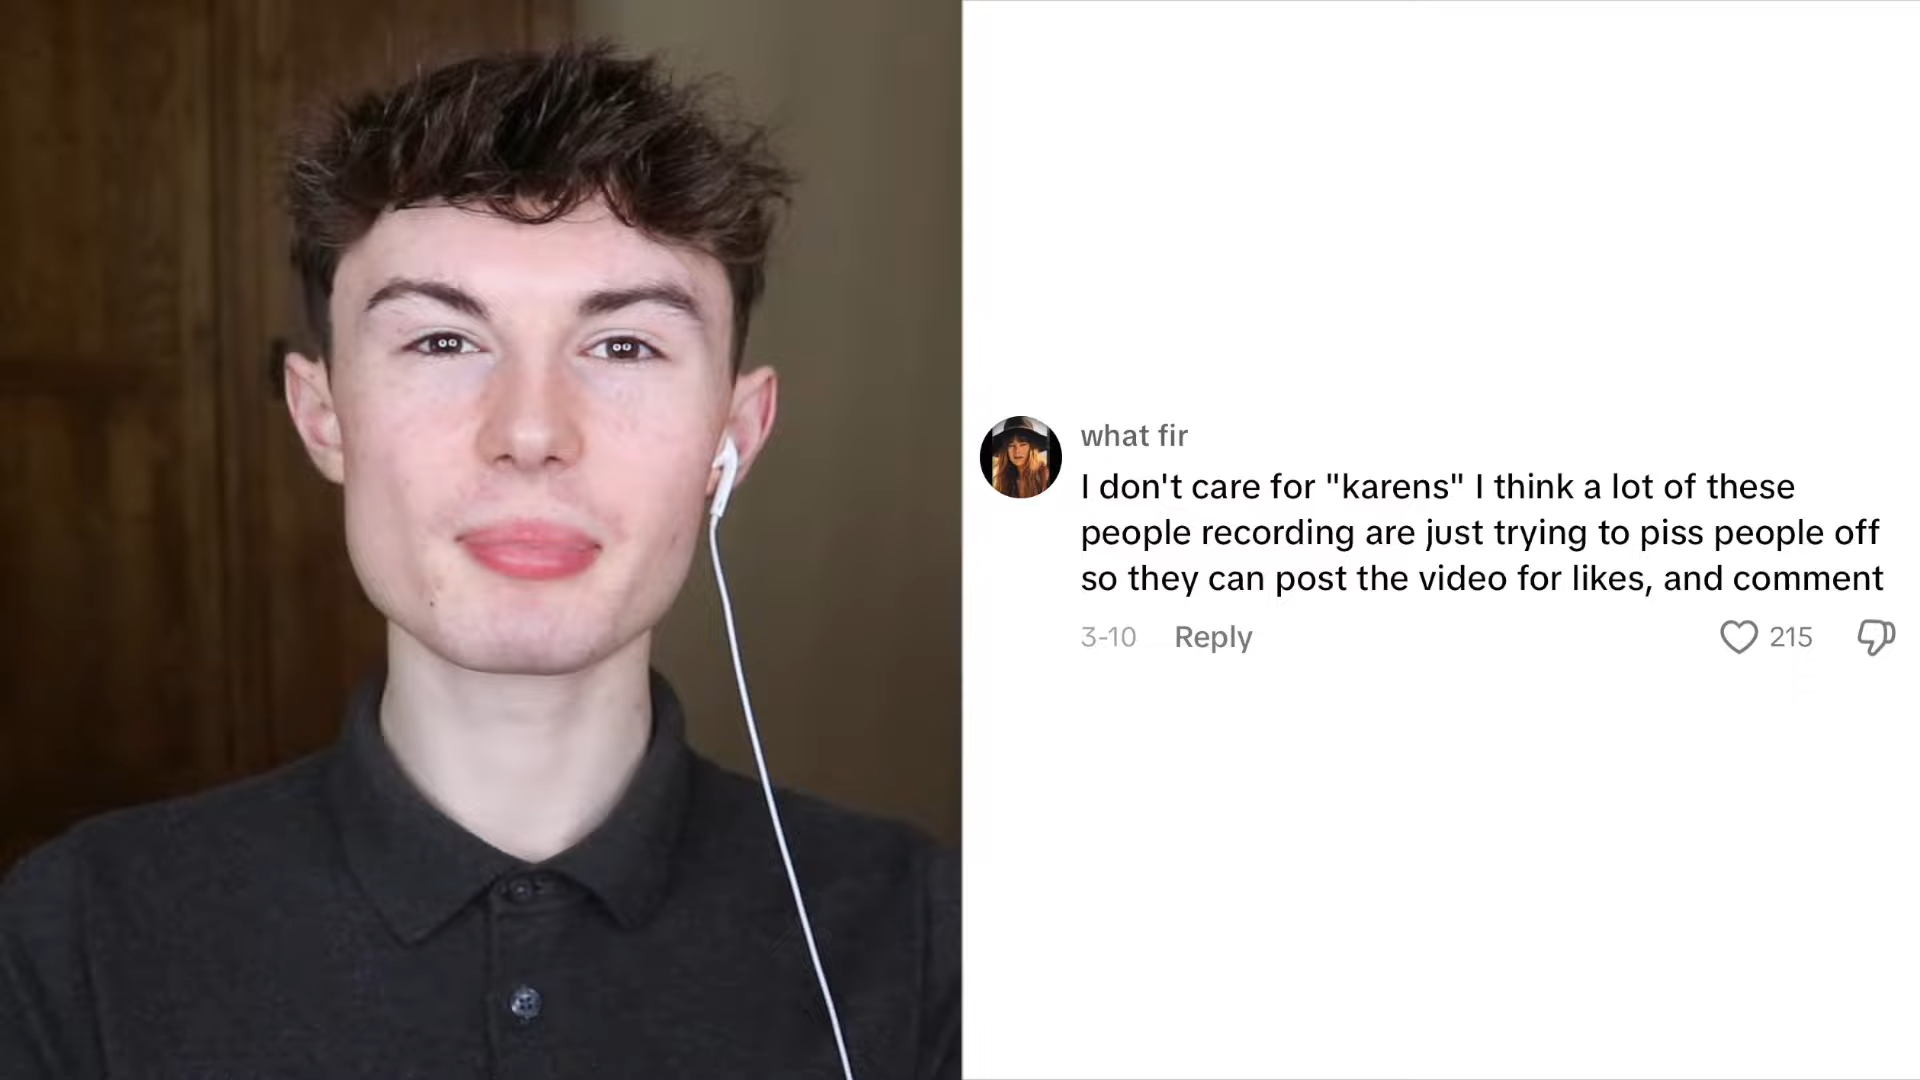 what fir
I don't care for "karens" I think a lot of these
people recording are just trying to piss people off
so they can post the video for likes, and comment
3-10 Reply 215